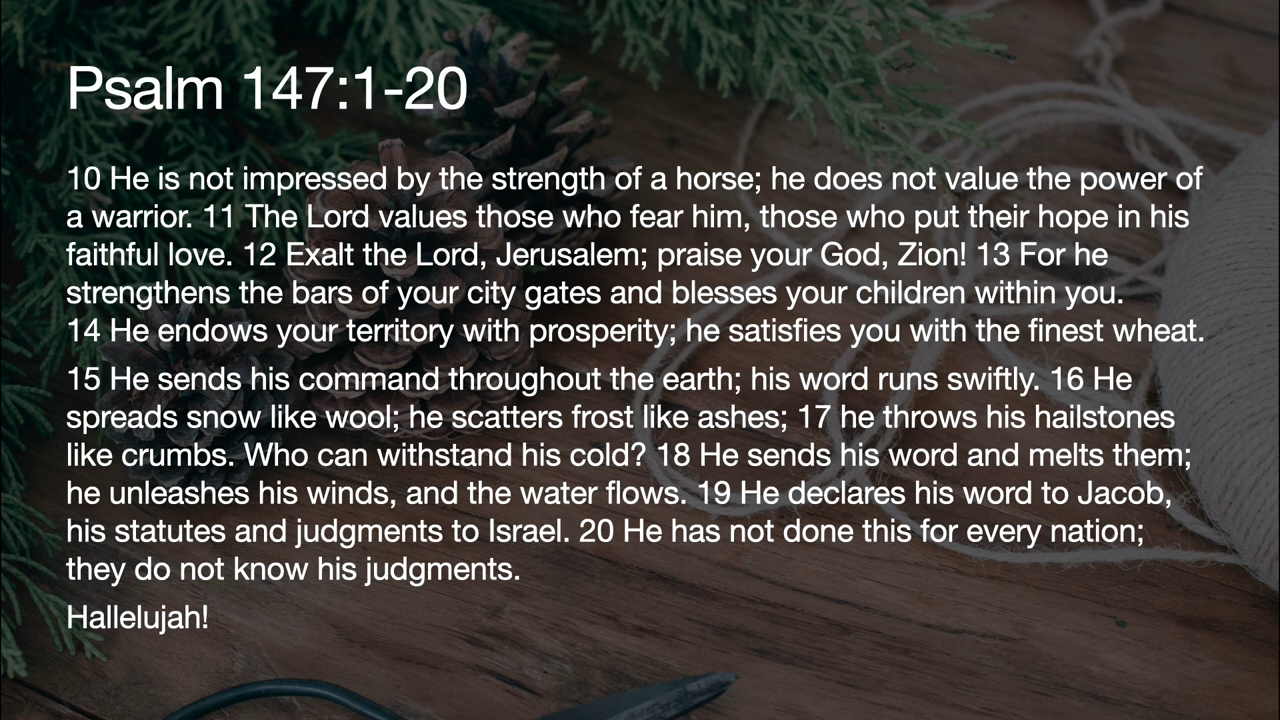 Psalm 147:1-20
10 He is not impressed by the strength of a horse; he does not value the power of
a warrior. 11 The Lord values those who fear him, those who put their hope in his
faithful love. 12 Exalt the Lord, Jerusalem; praise your God, Zion! 13 For he
strengthens the bars of your city gates and blesses your children within you.
14 He endows your territory with prosperity; he satisfies you with the finest wheat.
15 He sends his command throughout the earth; his word runs swiftly. 16 He
spreads snow like wool; he scatters frost like ashes; 17 he throws his hailstones
like crumbs. Who can withstand his cold? 18 He sends his word and melts them;
he unleashes his winds, and the water flows. 19 He declares his word to Jacob,
his statutes and judgments to Israel. 20 He has not done this for every nation;
they do not know his judgments.
Hallelujah!